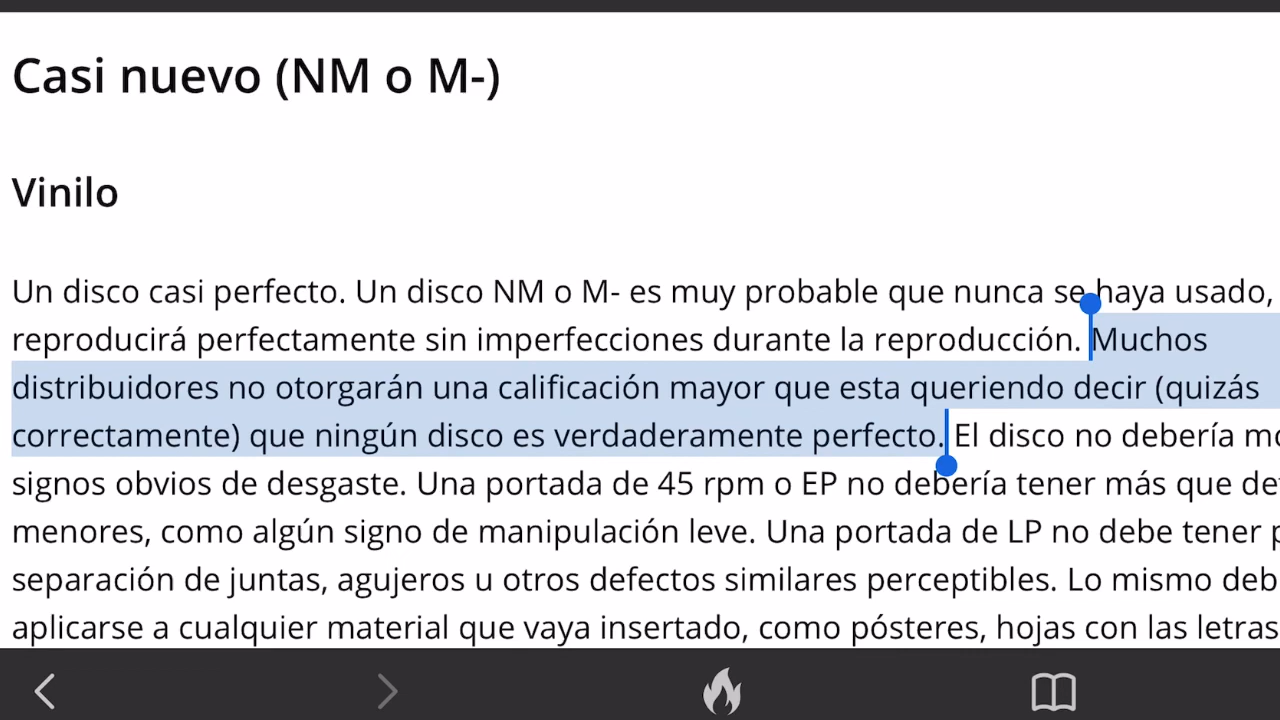 Casi nuevo (NM o M-)
Vinilo
Un disco casi perfecto. Un disco NM o M- es muy probable que nunca se haya usado,
reproducirá perfectamente sin imperfecciones durante la reproducción. Muchos
distribuidores no otorgarán una calificación mayor que esta queriendo decir (quizás
correctamente) que ningún disco es verdaderamente perfecto. El disco no debería
signos obvios de desgaste. Una portada de 45 rpm o EP no debería tener más que
menores, como algún signo de manipulación leve. Una portada de LP no debe tener
separación de juntas, agujeros u otros defectos similares perceptibles. Lo mismo
aplicarse a cualquier material que vaya insertado, como pósteres, hojas con las letras